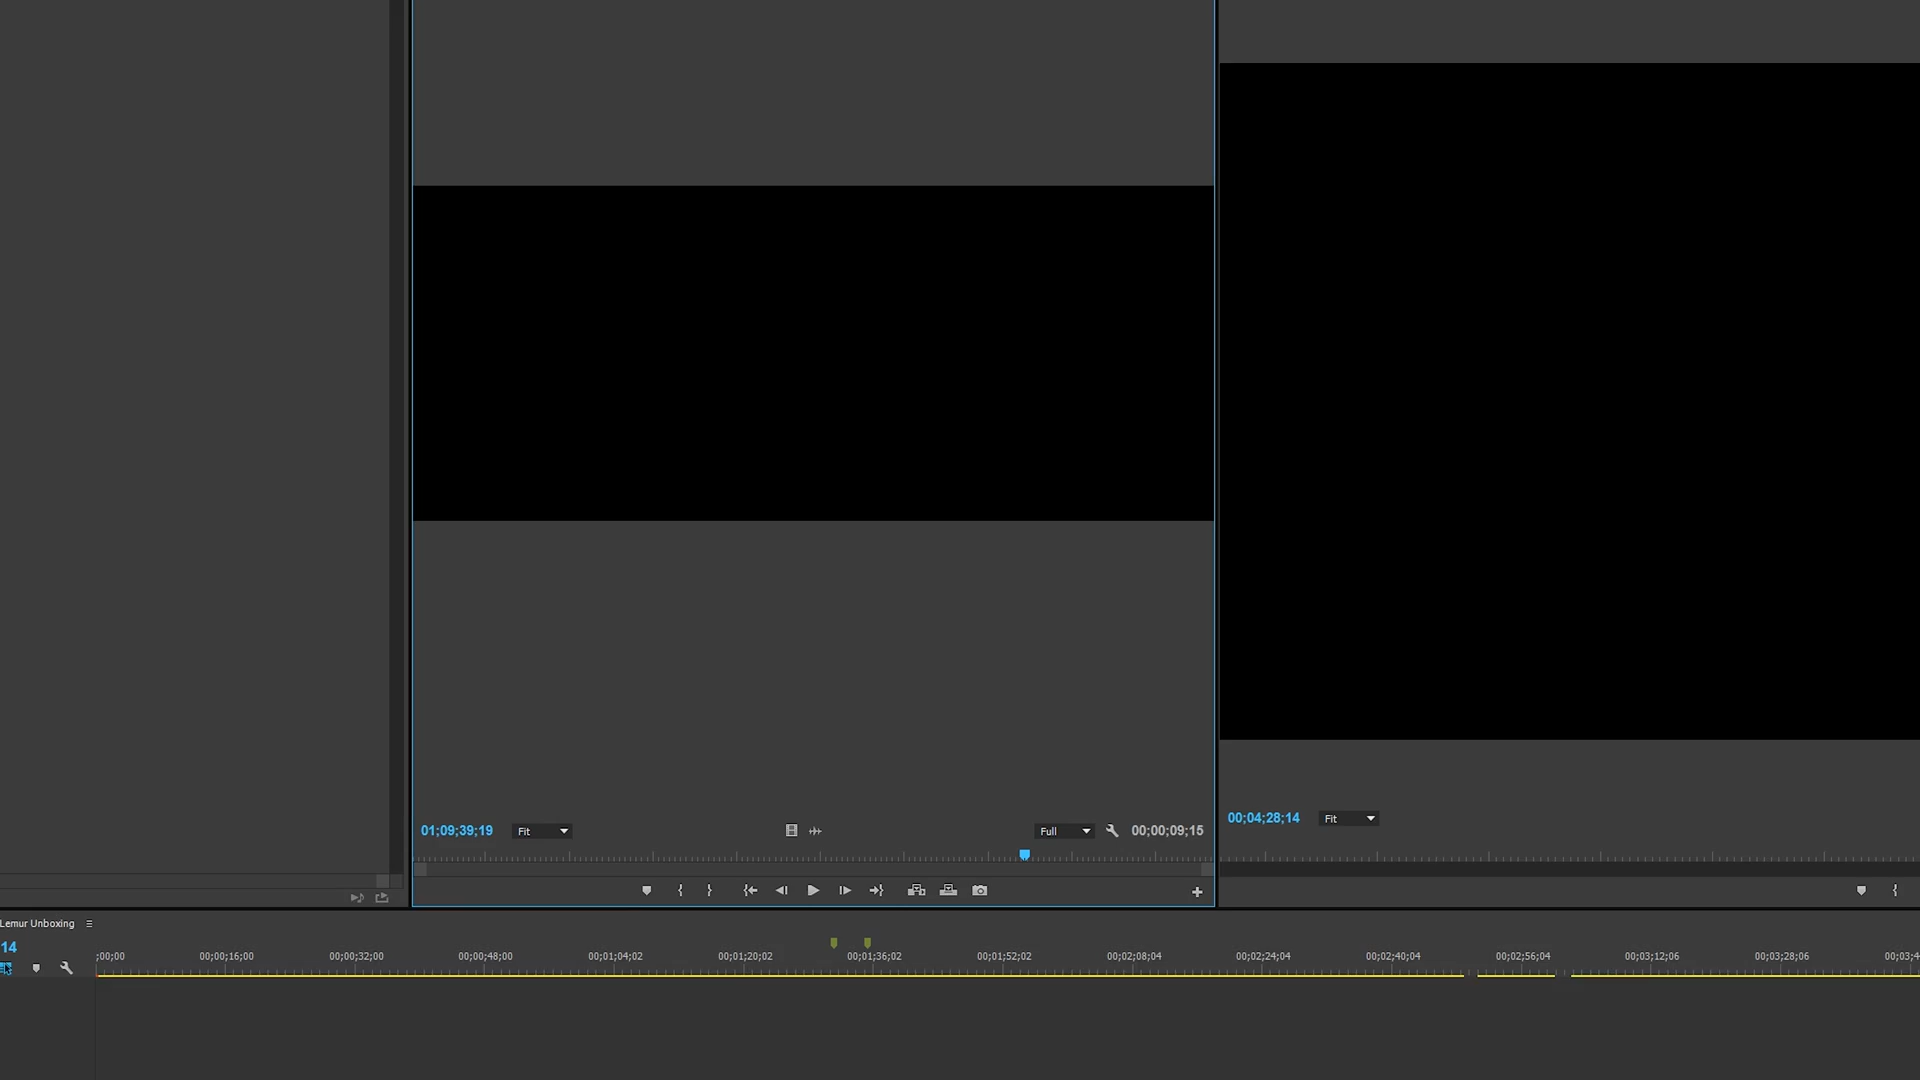 01;09;39;19 Fit Full 00;00;09;15
00;04;28;14 Fit
Lemur Unboxing
14
;00;00 00;00;16;00 00;00;32;00 00;00;48;00 00;01;04;02 00;01;20;02 00;01;36;02 00;01;52;02 00;02;08;04 00;02;24;04 00;02;40;04 00;02;56;04 00;03;12;06 00;03;28;06 00;03;4